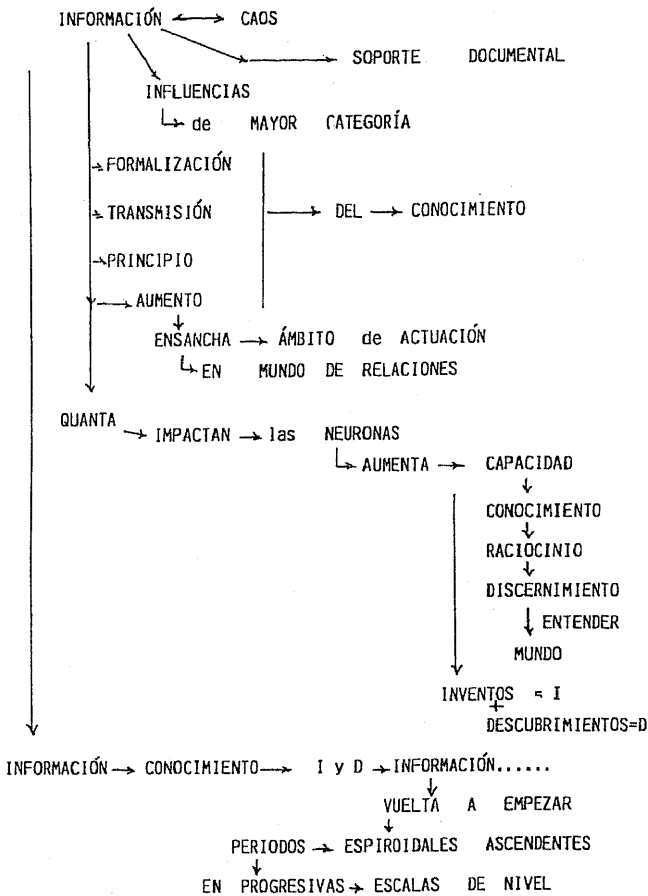 INFORMACIÓN ↔ CAOS
→ SOPORTE DOCUMENTAL
INFLUENCIAS
↳ de MAYOR CATEGORÍA
→ FORMALIZACIÓN
→ TRANSMISIÓN → DEL → CONOCIMIENTO
→ PRINCIPIO
→ AUMENTO
↓
ENSANCHA → ÁMBITO de ACTUACIÓN
↳ EN MUNDO DE RELACIONES
QUANTA
→ IMPACTAN → las NEURONAS
↳ AUMENTA → CAPACIDAD
↓
CONOCIMIENTO
↓
RACIOCINIO
↓
DISCERNIMIENTO
↓ ENTENDER
MUNDO
INVENTOS = I
+
DESCUBRIMIENTOS=D
INFORMACIÓN → CONOCIMIENTO → I y D → INFORMACIÓN......
↓
VUELTA A EMPEZAR
↓
PERIODOS → ESPIROIDALES ASCENDENTES
↓
EN PROGRESIVAS → ESCALAS DE NIVEL